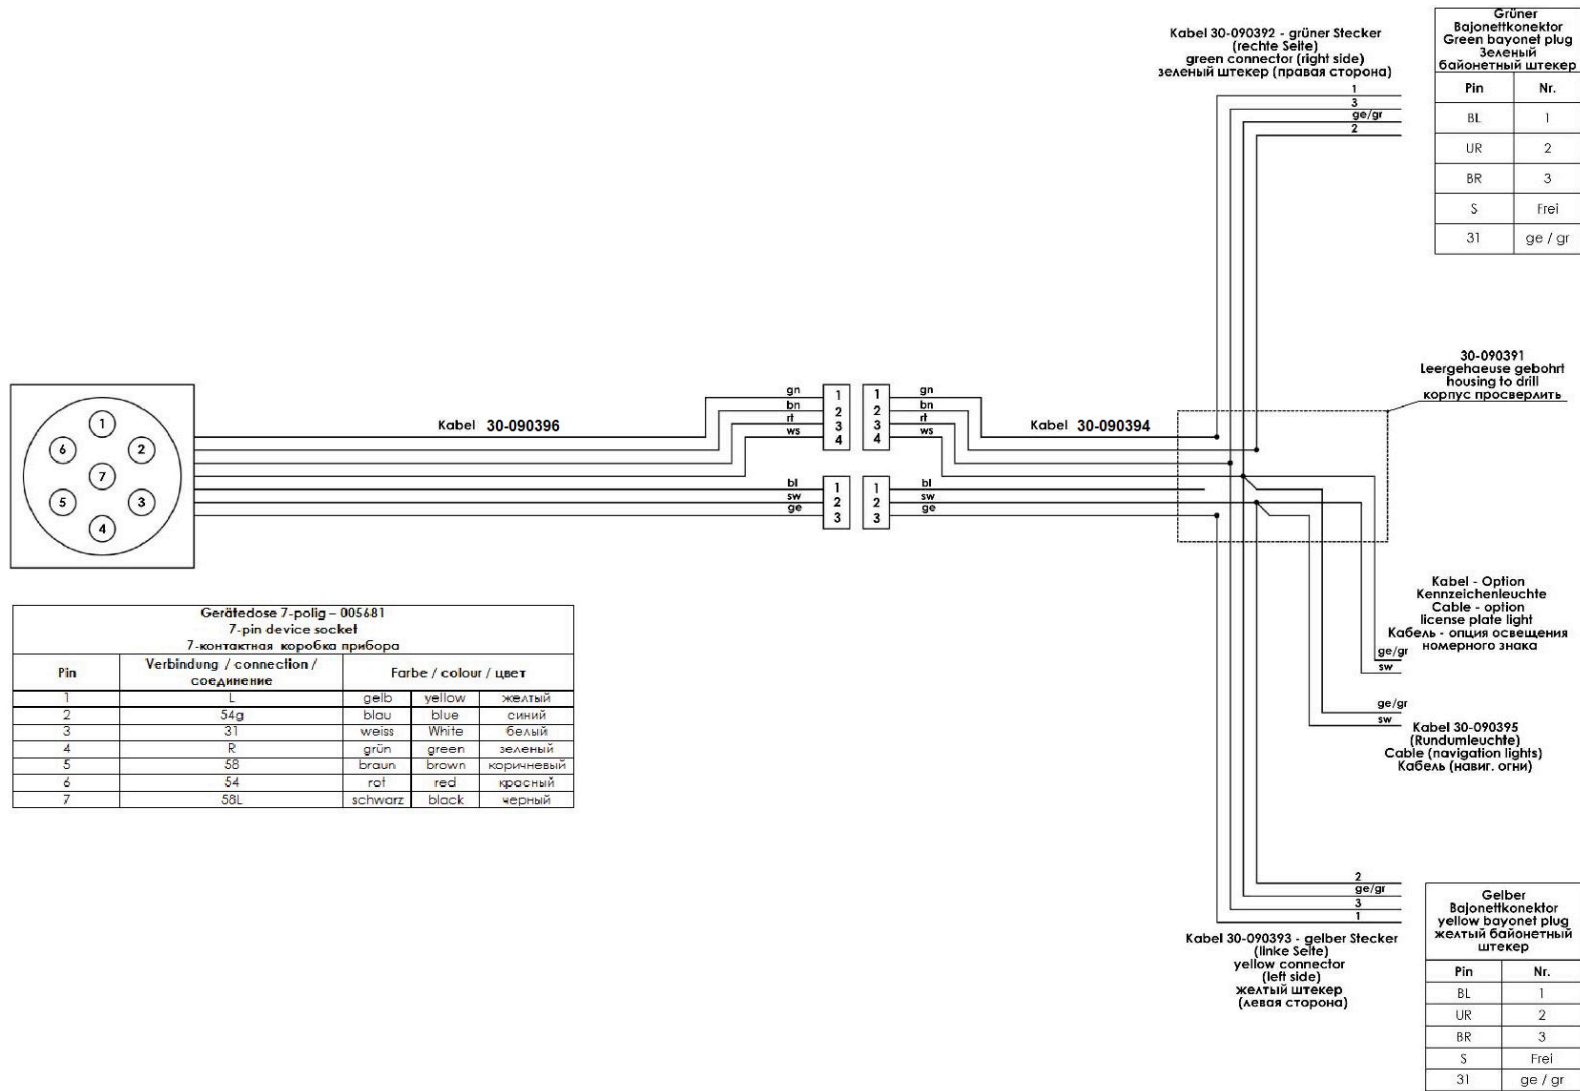 Kabel 30-090392 - grüner Stecker
(rechte Seite)
green connector (right side)
зеленый штекер (правая сторона)
1
3
ge/gr
2
Grüner
Bajonettkonektor
Green bayonet plug
Зеленый
байонетный штекер
Pin Nr.
BL 1
UR 2
BR 3
S Frei
31 ge / gr
30-090391
Leergehaeuse gebohrt
housing to drill
корпус просверлить
1
6 2
7
5 3
4
Kabel 30-090396
gn 1
bn 2
rt 3
ws 4
bl 1
sw 2
ge 3
1 gn
2 bn
3 rt
4 ws
1 bl
2 sw
3 ge
Kabel 30-090394
Kabel - Option
Kennzeichenleuchte
Cable - option
license plate light
Кабель - опция освещения
номерного знака
ge/gr
sw
ge/gr
sw
Kabel 30-090395
(Rundumleuchte)
Cable (navigation lights)
Кабель (навиг. огни)
Gerätedose 7-polig – 005681
7-pin device socket
7-контактная коробка прибора
Pin Verbindung / connection / Farbe / colour / цвет
соединение
1 L gelb yellow желтый
2 54g blau blue синий
3 31 weiss White белый
4 R grün green зеленый
5 58 braun brown коричневый
6 54 rot red красный
7 58L schwarz black черный
2
ge/gr
3
1
Kabel 30-090393 - gelber Stecker
(linke Seite)
yellow connector
(left side)
желтый штекер
(левая сторона)
Gelber
Bajonettkonektor
yellow bayonet plug
желтый байонетный
штекер
Pin Nr.
BL 1
UR 2
BR 3
S Frei
31 ge / gr